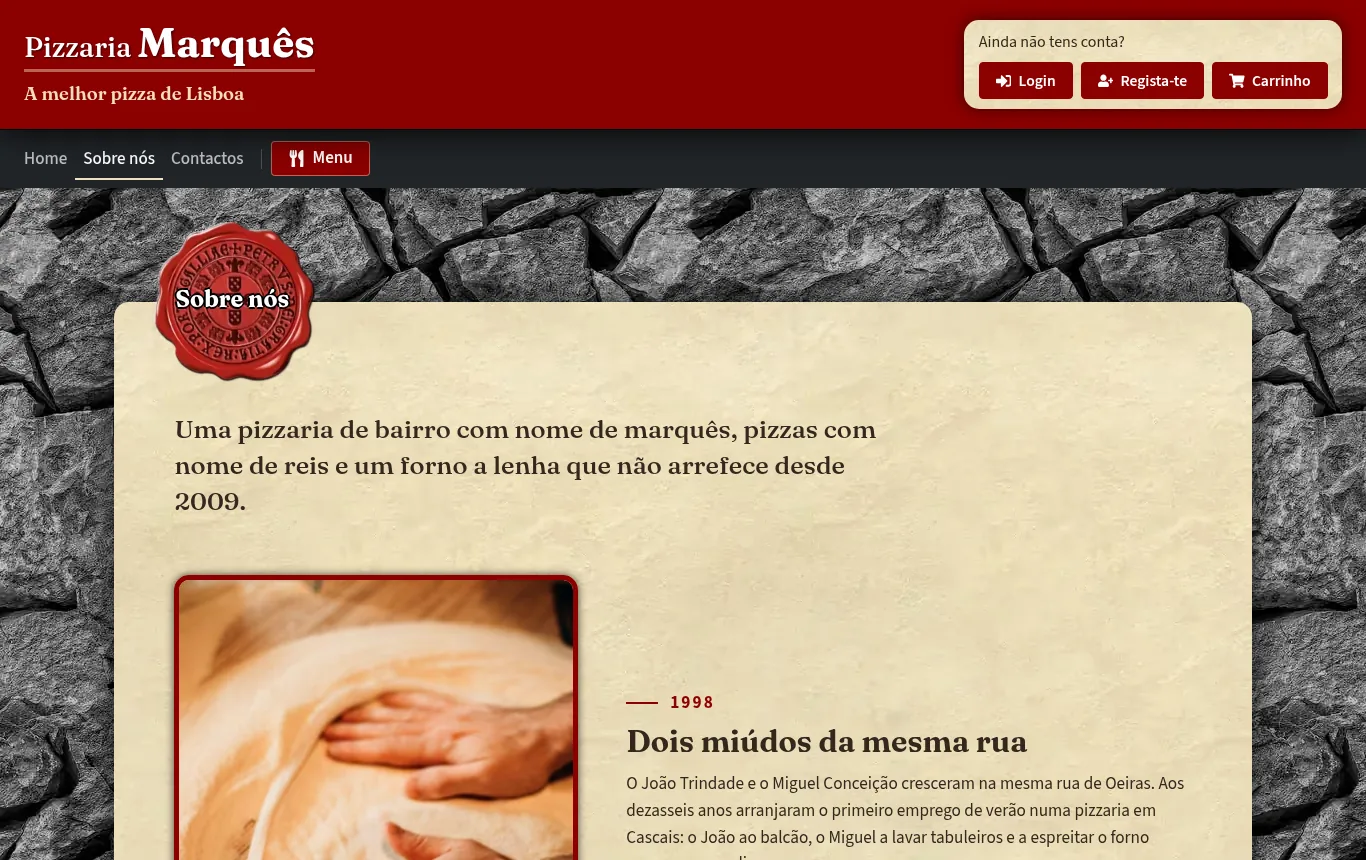 Pizzaria Marquês
A melhor pizza de Lisboa
Ainda não tens conta?
Login
Regista-te
Carrinho
Home
Sobre nós
Contactos
Menu
Sobre nós
Uma pizzaria de bairro com nome de marquês, pizzas com
nome de reis e um forno a lenha que não arrefece desde
2009.
1998
Dois miúdos da mesma rua
O João Trindade e o Miguel Conceição cresceram na mesma rua de Oeiras. Aos
dezasseis anos arranjaram o primeiro emprego de verão numa pizzaria em
Cascais: o João ao balcão, o Miguel a lavar tabuleiros e a espreitar o forno